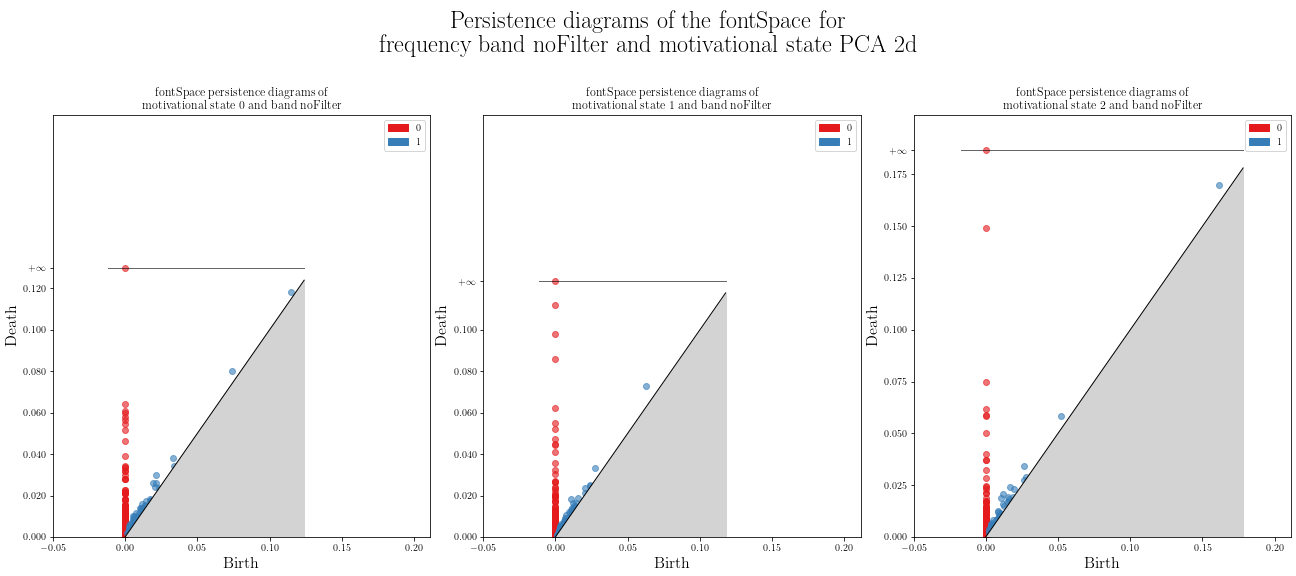 Persistence diagrams of the fontSpace for
frequency band noFilter and motivational state PCA 2d
fontSpace persistence diagrams of
motivational state 0 and band noFilter
0
1
+∞
0.120
0.100
0.080
0.060
0.040
0.020
0.000
Death
−0.05 0.00 0.05 0.10 0.15 0.20
Birth
fontSpace persistence diagrams of
motivational state 1 and band noFilter
0
1
+∞
0.100
0.080
0.060
0.040
0.020
0.000
Death
−0.05 0.00 0.05 0.10 0.15 0.20
Birth
fontSpace persistence diagrams of
motivational state 2 and band noFilter
0
1
+∞
0.175
0.150
0.125
0.100
0.075
0.050
0.025
0.000
Death
−0.05 0.00 0.05 0.10 0.15 0.20
Birth